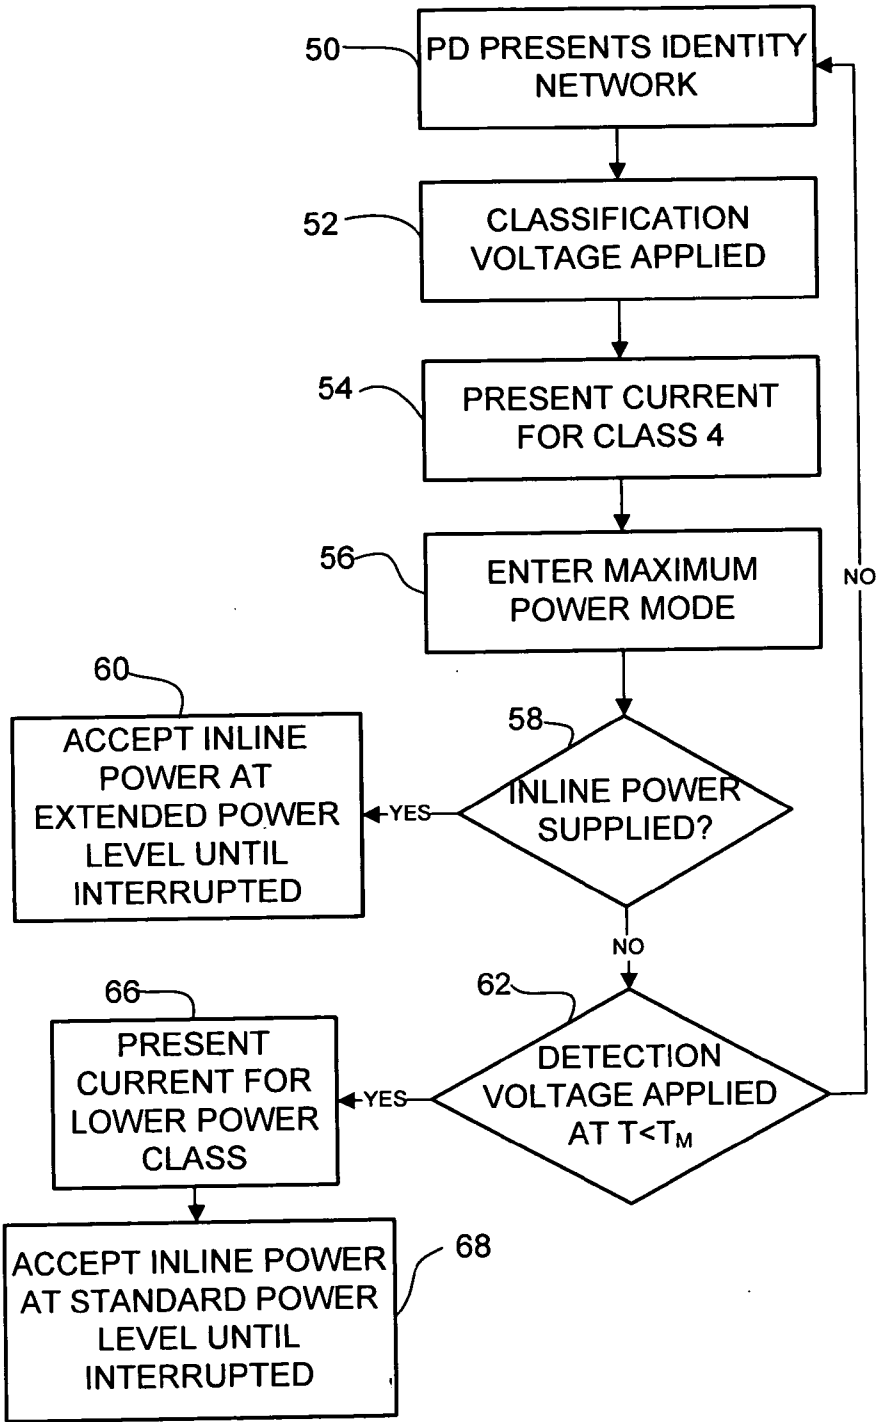 50
PD PRESENTS IDENTITY
NETWORK
52
CLASSIFICATION
VOLTAGE APPLIED
54
PRESENT CURRENT
FOR CLASS 4
56
ENTER MAXIMUM
POWER MODE
NO
60
ACCEPT INLINE
POWER AT
EXTENDED POWER
LEVEL UNTIL
INTERRUPTED
YES
58
INLINE POWER
SUPPLIED?
NO
66
PRESENT
CURRENT FOR
LOWER POWER
CLASS
YES
62
DETECTION
VOLTAGE APPLIED
AT T<TM
68
ACCEPT INLINE POWER
AT STANDARD POWER
LEVEL UNTIL
INTERRUPTED